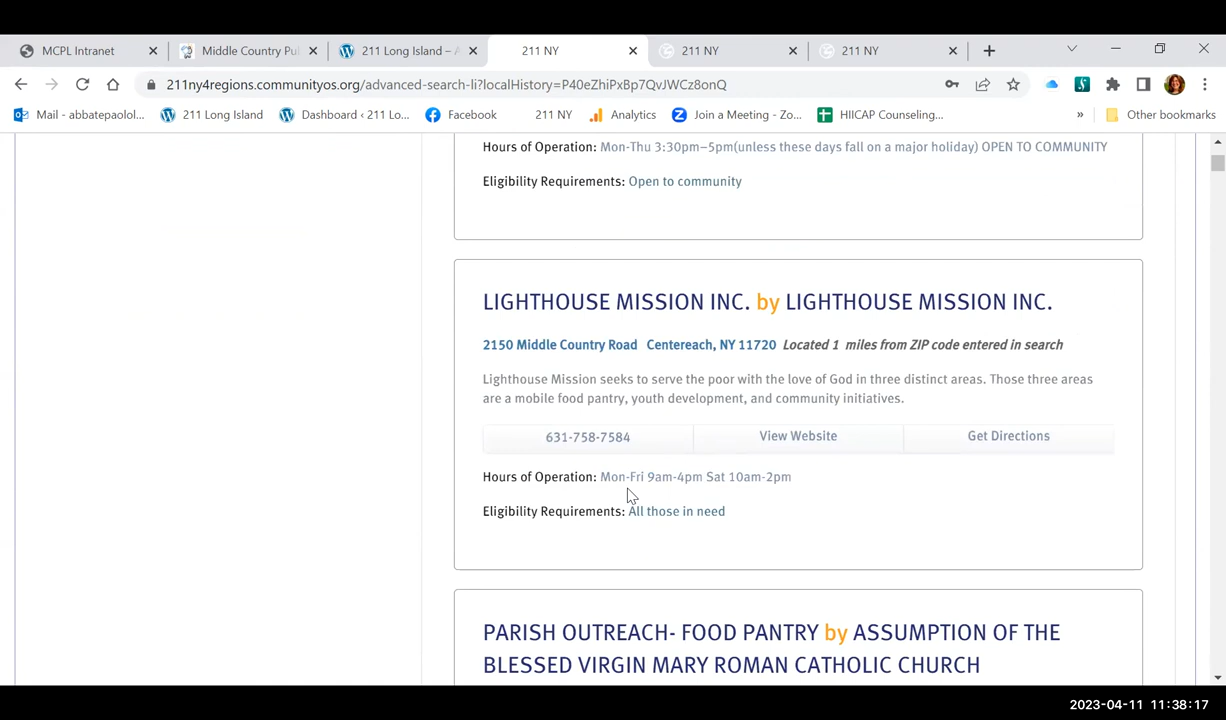 MCPL Intranet
Middle Country Pu
211 Long Island – A
211 NY
211 NY
211 NY
211ny4regions.communityos.org/advanced-search-li?localHistory=P40eZhiPxBp7QvJWCz8onQ
Mail - abbatepaolol...
211 Long Island
Dashboard ‹ 211 Lo...
Facebook
211 NY
Analytics
Join a Meeting - Zo...
HIICAP Counseling...
»
Other bookmarks
Hours of Operation: Mon-Thu 3:30pm–5pm(unless these days fall on a major holiday) OPEN TO COMMUNITY
Eligibility Requirements: Open to community
LIGHTHOUSE MISSION INC. by LIGHTHOUSE MISSION INC.
2150 Middle Country Road Centereach, NY 11720 Located 1 miles from ZIP code entered in search
Lighthouse Mission seeks to serve the poor with the love of God in three distinct areas. Those three areas
are a mobile food pantry, youth development, and community initiatives.
631-758-7584 View Website Get Directions
Hours of Operation: Mon-Fri 9am-4pm Sat 10am-2pm
Eligibility Requirements: All those in need
PARISH OUTREACH- FOOD PANTRY by ASSUMPTION OF THE
BLESSED VIRGIN MARY ROMAN CATHOLIC CHURCH
2023-04-11 11:38:17